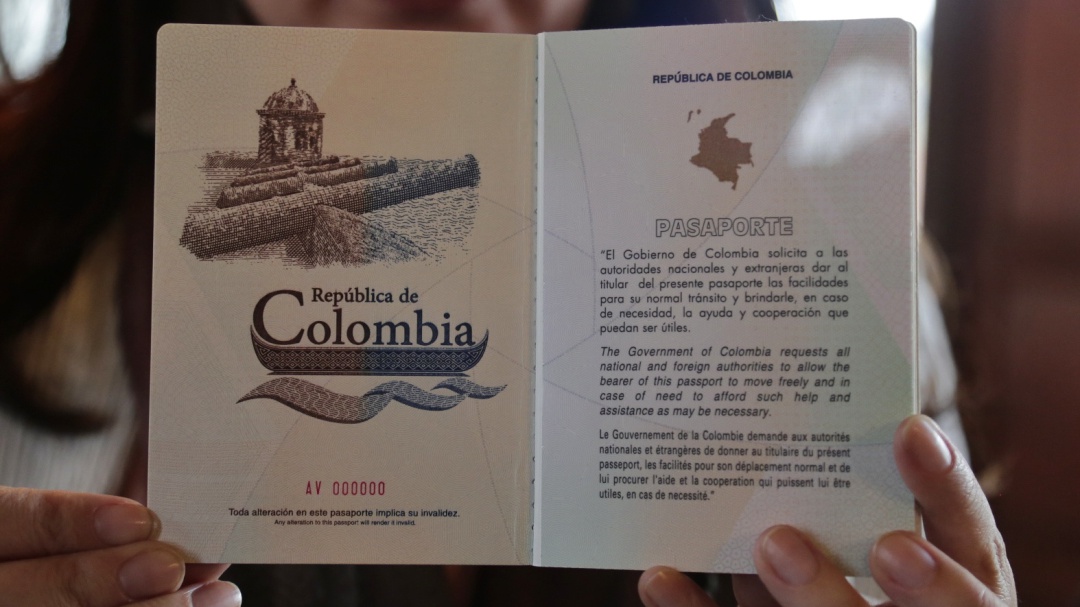 República de
Colombia
AV 000000
Toda alteración en este pasaporte implica su invalidez.
Any alteration to this passport will render it invalid.
REPÚBLICA DE COLOMBIA
PASAPORTE
“El Gobierno de Colombia solicita a las
autoridades nacionales y extranjeras dar al
titular del presente pasaporte las facilidades
para su normal tránsito y brindarle, en caso
de necesidad, la ayuda y cooperación que
puedan ser útiles.
The Government of Colombia requests all
national and foreign authorities to allow the
bearer of this passport to move freely and in
case of need to afford such help and
assistance as may be necessary.
Le Gouvernement de la Colombie demande aux autorités
nationales et étrangères de donner au titulaire du présent
passeport, les facilités pour son déplacement normal et de
lui procurer l'aide et la cooperation qui puissent lui être
utiles, en cas de necessité.”